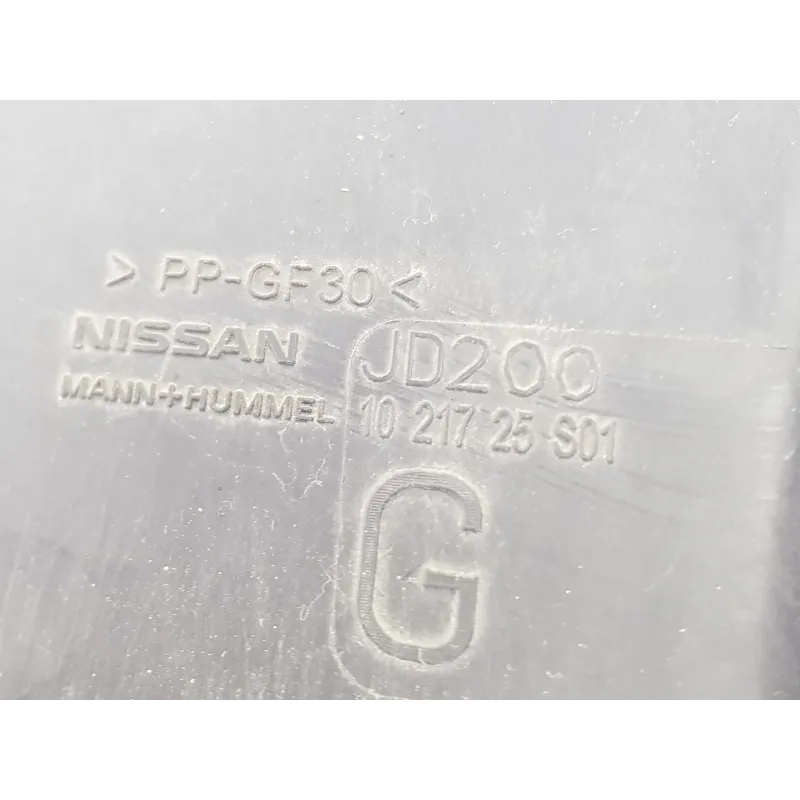 > PP-GF30 <
NISSAN
MANN+HUMMEL
JD200
10 217 25 S01
G